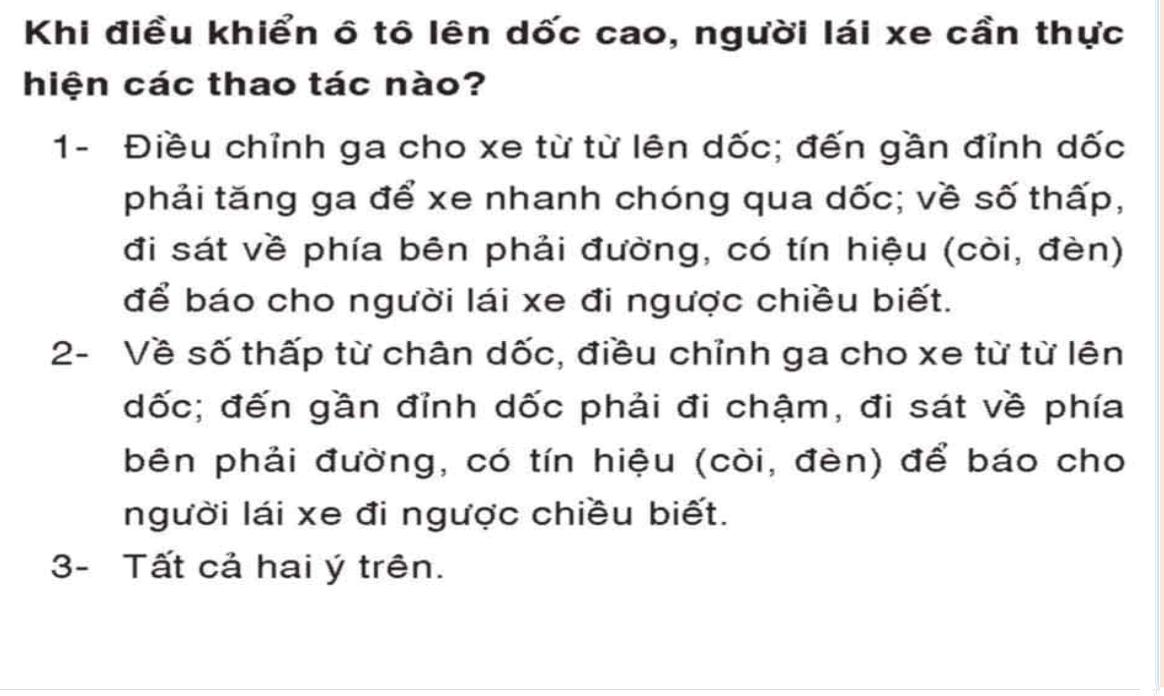 Khi điều khiển ô tô lên dốc cao, người lái xe cần thực
hiện các thao tác nào?
1- Điều chỉnh ga cho xe từ từ lên dốc; đến gần đỉnh dốc
phải tăng ga để xe nhanh chóng qua dốc; về số thấp,
đi sát về phía bên phải đường, có tín hiệu (còi, đèn)
để báo cho người lái xe đi ngược chiều biết.
2- Về số thấp từ chân dốc, điều chỉnh ga cho xe từ từ lên
dốc; đến gần đỉnh dốc phải đi chậm, đi sát về phía
bên phải đường, có tín hiệu (còi, đèn) để báo cho
người lái xe đi ngược chiều biết.
3- Tất cả hai ý trên.